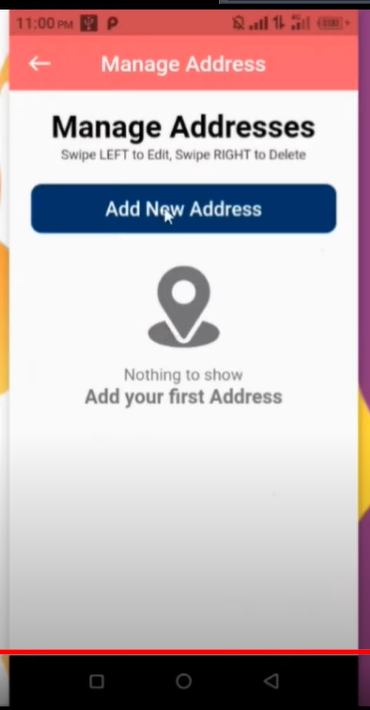 11:00 PM
Manage Address
Manage Addresses
Swipe LEFT to Edit, Swipe RIGHT to Delete
Add New Address
Nothing to show
Add your first Address